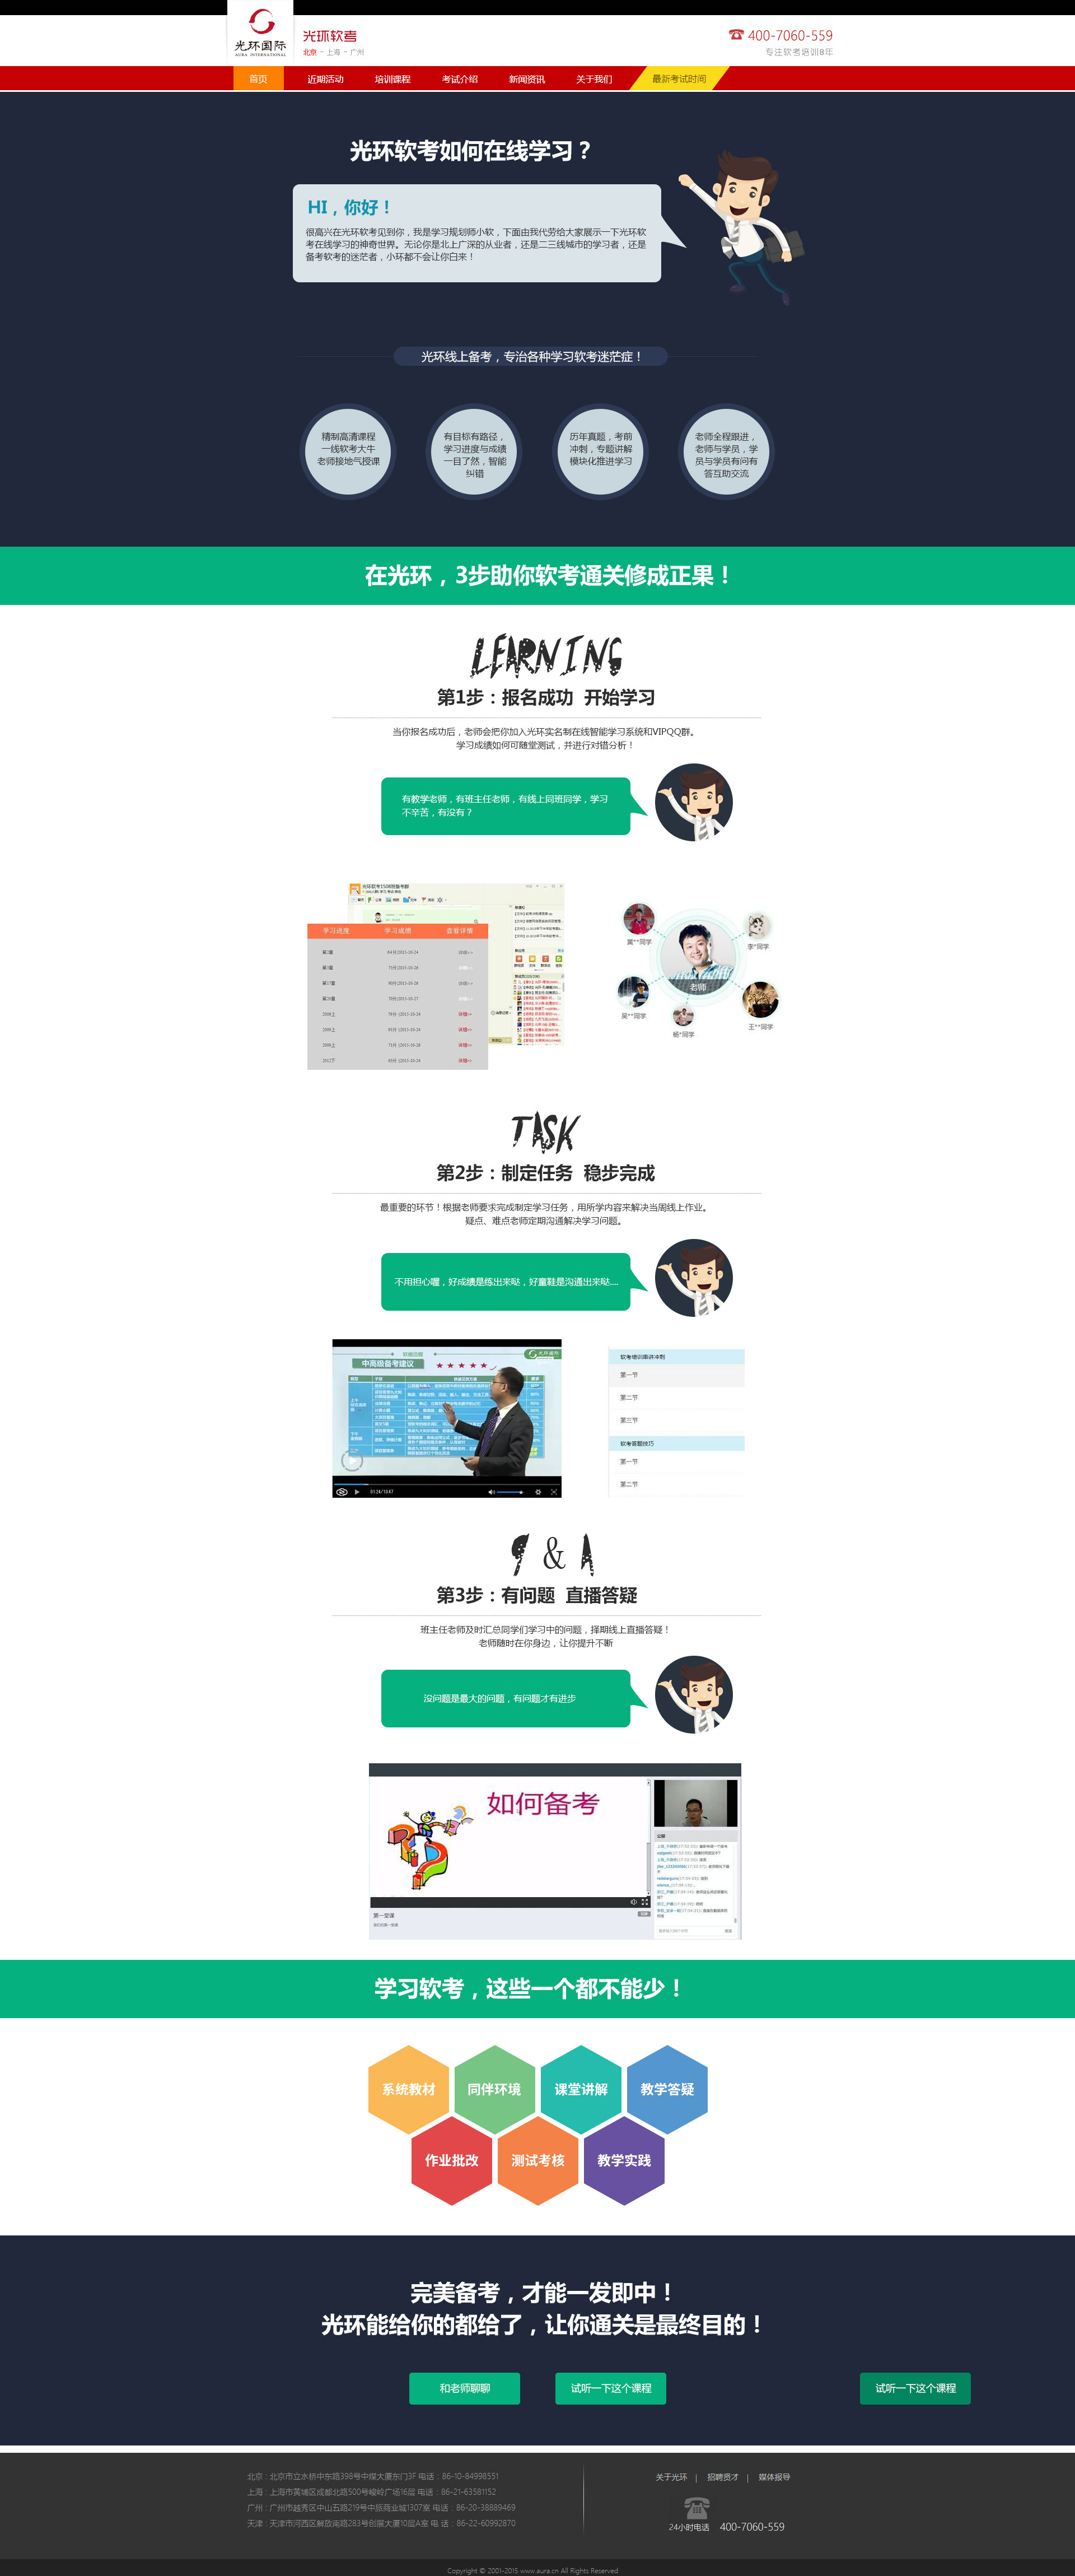 光环国际
AURA INTERNATIONAL
光环软考
北京 - 上海 - 广州
400-7060-559
专注软考培训8年
首页
近期活动
培训课程
考试介绍
新闻资讯
关于我们
最新考试时间
光环软考如何在线学习？
HI，你好！
很高兴在光环软考见到你，我是学习规划师小软，下面由我代劳给大家展示一下光环软
考在线学习的神奇世界。无论你是北上广深的从业者，还是二三线城市的学习者，还是
备考软考的迷茫者，小环都不会让你白来！
光环线上备考，专治各种学习软考迷茫症！
精制高清课程
一线软考大牛
老师接地气授课
有目标有路径，
学习进度与成绩
一目了然，智能
纠错
历年真题，考前
冲刺，专题讲解
模块化推进学习
老师全程跟进，
老师与学员，学
员与学员有问有
答互助交流
在光环，3步助你软考通关修成正果！
LEARNING
第1步：报名成功 开始学习
当你报名成功后，老师会把你加入光环实名制在线智能学习系统和VIPQQ群。
学习成绩如何可随堂测试，并进行对错分析！
有教学老师，有班主任老师，有线上同班同学，学习
不辛苦，有没有？
学习进度 学习成绩 查看详情
老师
黄**同学
李*同学
吴**同学
杨*同学
王**同学
TASK
第2步：制定任务 稳步完成
最重要的环节！根据老师要求完成制定学习任务，用所学内容来解决当周线上作业。
疑点、难点老师定期沟通解决学习问题。
不用担心喔，好成绩是练出来哒，好童鞋是沟通出来哒....
中高级备考建议
光环国际
软考培训串讲冲刺
第一节
第二节
第三节
软考答题技巧
第一节
第二节
Q & A
第3步：有问题 直播答疑
班主任老师及时汇总同学们学习中的问题，择期线上直播答疑！
老师随时在你身边，让你提升不断
没问题是最大的问题，有问题才有进步
如何备考
第一堂课
学习软考，这些一个都不能少！
系统教材
同伴环境
课堂讲解
教学答疑
作业批改
测试考核
教学实践
完美备考，才能一发即中！
光环能给你的都给了，让你通关是最终目的！
和老师聊聊
试听一下这个课程
试听一下这个课程
北京：北京市立水桥中东路398号中煤大厦东门3F 电话：86-10-84998551
上海：上海市黄埔区成都北路500号峻岭广场16层 电话：86-21-63581152
广州：广州市越秀区中山五路219号中旅商业城1307室 电话：86-20-38889469
天津：天津市河西区解放南路283号创展大厦10层A室 电 话：86-22-60992870
关于光环 | 招聘贤才 | 媒体报导
24小时电话 400-7060-559
Copyright © 2001-2015 www.aura.cn All Rights Reserved